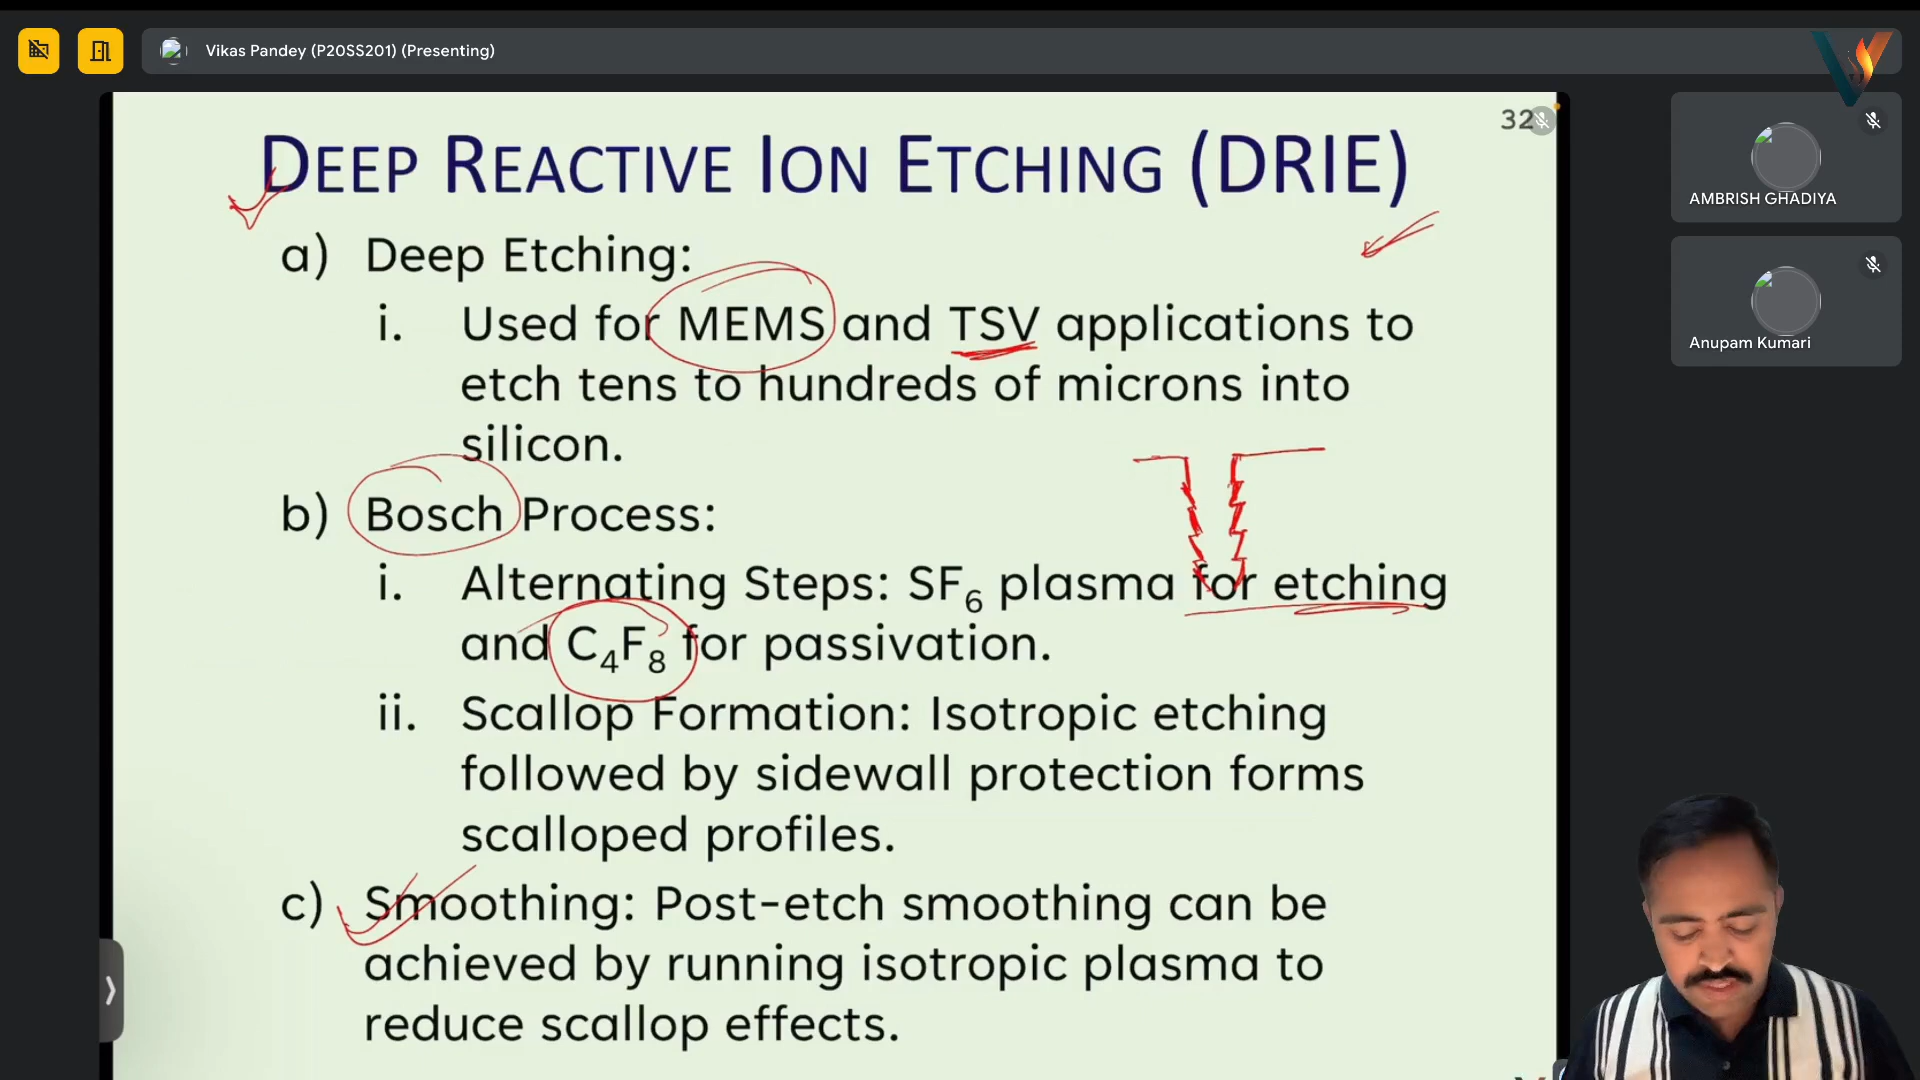 Vikas Pandey (P20SS201) (Presenting)
32
DEEP REACTIVE ION ETCHING (DRIE)
a) Deep Etching:
i. Used for MEMS and TSV applications to
etch tens to hundreds of microns into
silicon.
b) Bosch Process:
i. Alternating Steps: SF6 plasma for etching
and C4F8 for passivation.
ii. Scallop Formation: Isotropic etching
followed by sidewall protection forms
scalloped profiles.
c) Smoothing: Post-etch smoothing can be
achieved by running isotropic plasma to
reduce scallop effects.
AMBRISH GHADIYA
Anupam Kumari